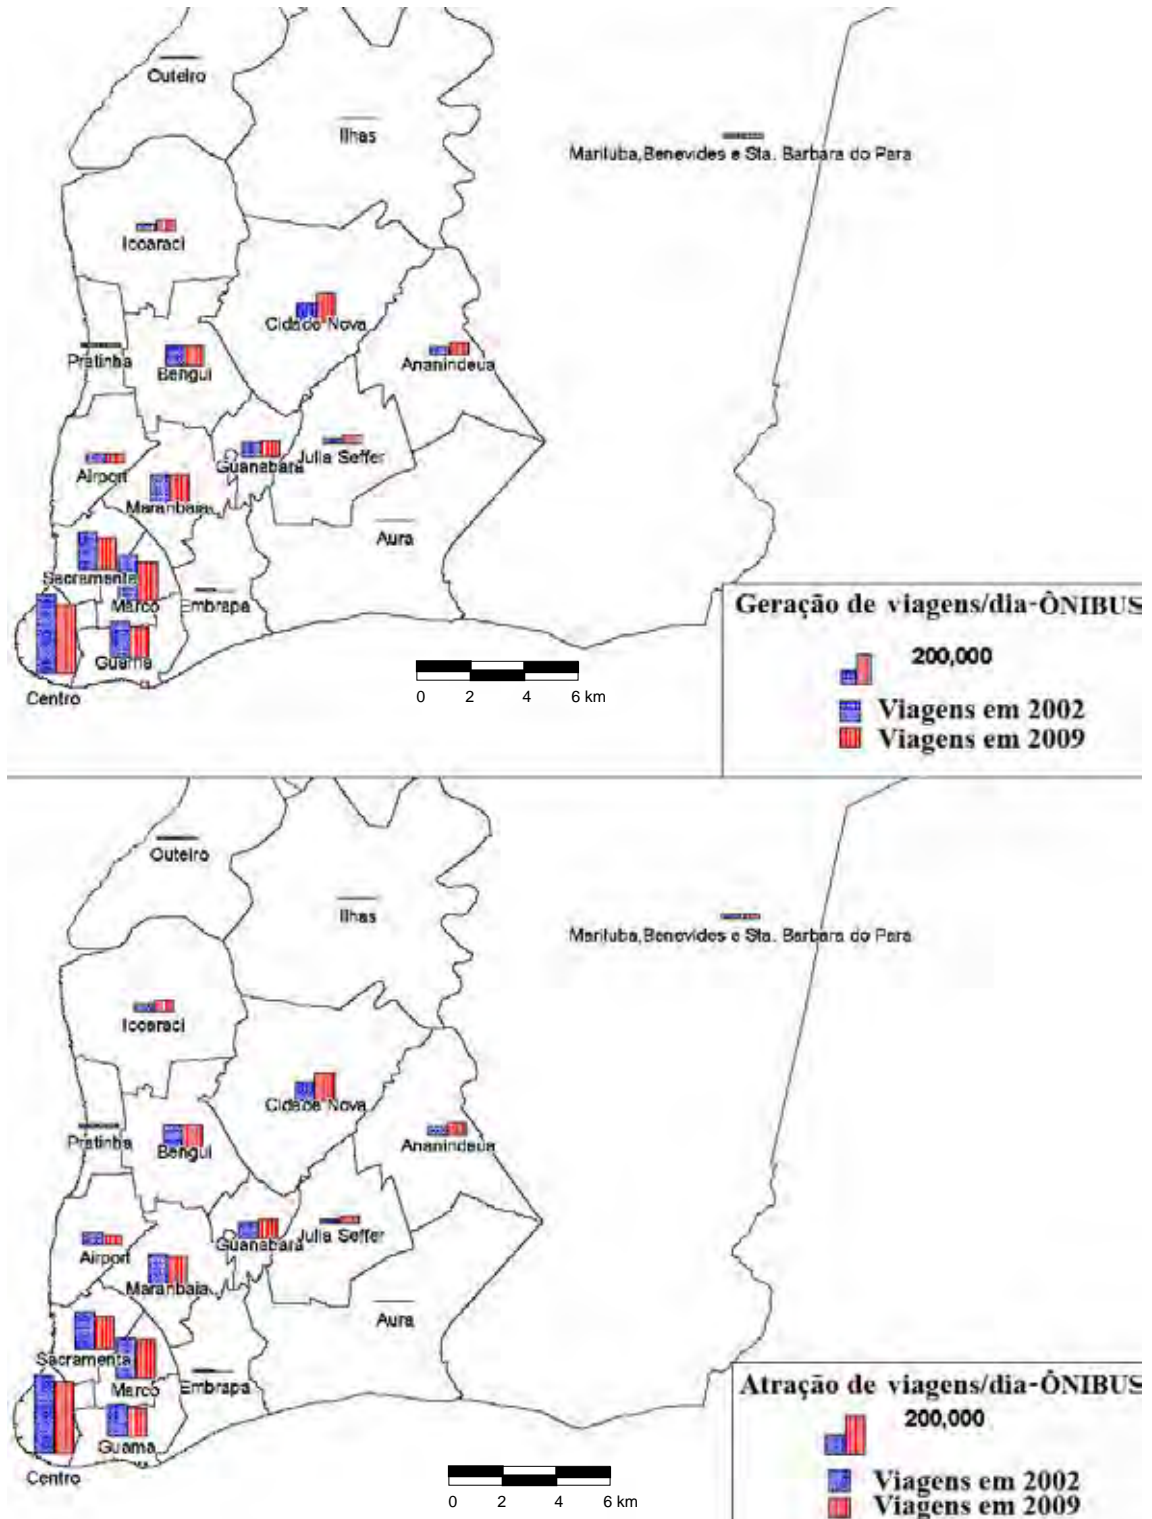 Outeiro
Ilhas
Marituba,Benevides e Sta. Barbara do Para
Icoaraci
Cidade Nova
Pratinha
Bengui
Ananindeua
Airport
Guanabara
Julia Seffer
Maranbaia
Aura
Sacramenta
Marco
Embrapa
Guama
Centro
0 2 4 6 km
Geração de viagens/dia-ÔNIBUS
200,000
Viagens em 2002
Viagens em 2009
Outeiro
Ilhas
Marituba,Benevides e Sta. Barbara do Para
Icoaraci
Cidade Nova
Pratinha
Bengui
Ananindeua
Airport
Guanabara
Julia Seffer
Maranbaia
Aura
Sacramenta
Marco
Embrapa
Guama
Centro
0 2 4 6 km
Atração de viagens/dia-ÔNIBUS
200,000
Viagens em 2002
Viagens em 2009